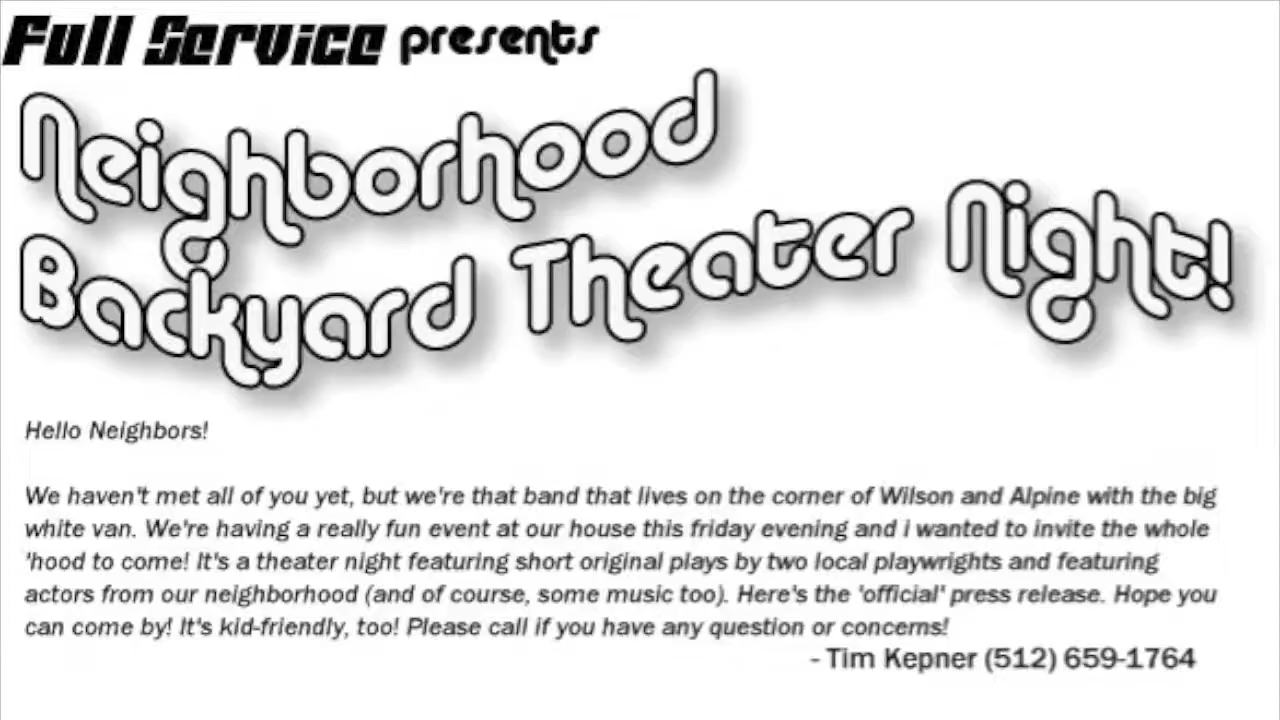 Full Service presents
Neighborhood
Backyard Theater Night!
Hello Neighbors!
We haven't met all of you yet, but we're that band that lives on the corner of Wilson and Alpine with the big
white van. We're having a really fun event at our house this friday evening and i wanted to invite the whole
'hood to come! It's a theater night featuring short original plays by two local playwrights and featuring
actors from our neighborhood (and of course, some music too). Here's the 'official' press release. Hope you
can come by! It's kid-friendly, too! Please call if you have any question or concerns!
- Tim Kepner (512) 659-1764